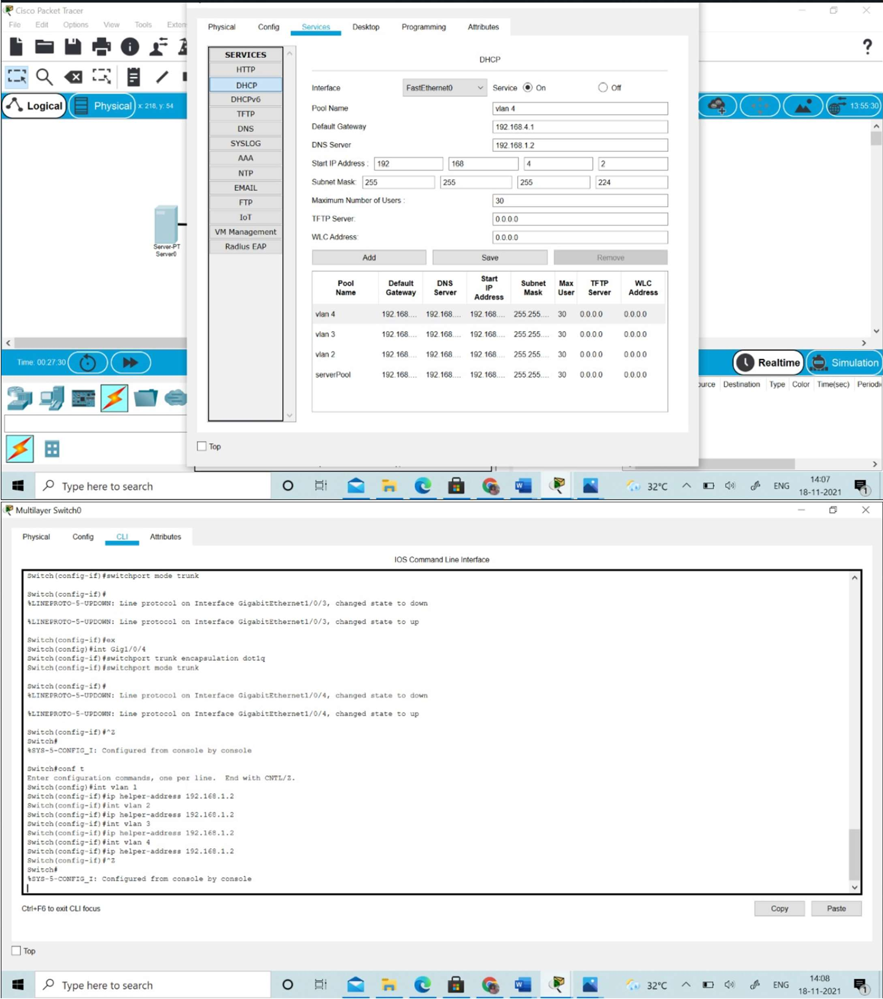 Cisco Packet Tracer
File Edit Options View Tools Exten
Physical Config Services Desktop Programming Attributes
SERVICES
HTTP
DHCP
DHCPv6
TFTP
DNS
SYSLOG
AAA
NTP
EMAIL
FTP
IoT
VM Management
Radius EAP
DHCP
Interface FastEthernet0 Service On Off
Pool Name vlan 4
Default Gateway 192.168.4.1
DNS Server 192.168.1.2
Start IP Address : 192 168 4 2
Subnet Mask: 255 255 255 224
Maximum Number of Users : 30
TFTP Server: 0.0.0.0
WLC Address: 0.0.0.0
Add Save Remove
Pool Name Default Gateway DNS Server Start IP Address Subnet Mask Max User TFTP Server WLC Address
vlan 4 192.168.... 192.168.... 192.168.... 255.255.... 30 0.0.0.0 0.0.0.0
vlan 3 192.168.... 192.168.... 192.168.... 255.255.... 30 0.0.0.0 0.0.0.0
vlan 2 192.168.... 192.168.... 192.168.... 255.255.... 30 0.0.0.0 0.0.0.0
serverPool 192.168.... 192.168.... 192.168.... 255.255.... 30 0.0.0.0 0.0.0.0
Top
Logical Physical x: 218, y: 54
13:55:30
Server-PT
Server0
Time: 00:27:30
Realtime Simulation
ource Destination Type Color Time(sec) Periodi
Type here to search
32°C ENG 14:07
18-11-2021
1
Multilayer Switch0
Physical Config CLI Attributes
IOS Command Line Interface
Switch(config-if)#switchport mode trunk
Switch(config-if)#
%LINEPROTO-5-UPDOWN: Line protocol on Interface GigabitEthernet1/0/3, changed state to down
%LINEPROTO-5-UPDOWN: Line protocol on Interface GigabitEthernet1/0/3, changed state to up
Switch(config-if)#ex
Switch(config)#int Gig1/0/4
Switch(config-if)#switchport trunk encapsulation dot1q
Switch(config-if)#switchport mode trunk
Switch(config-if)#
%LINEPROTO-5-UPDOWN: Line protocol on Interface GigabitEthernet1/0/4, changed state to down
%LINEPROTO-5-UPDOWN: Line protocol on Interface GigabitEthernet1/0/4, changed state to up
Switch(config-if)#^Z
Switch#
%SYS-5-CONFIG_I: Configured from console by console
Switch#conf t
Enter configuration commands, one per line. End with CNTL/Z.
Switch(config)#int vlan 1
Switch(config-if)#ip helper-address 192.168.1.2
Switch(config-if)#int vlan 2
Switch(config-if)#ip helper-address 192.168.1.2
Switch(config-if)#int vlan 3
Switch(config-if)#ip helper-address 192.168.1.2
Switch(config-if)#int vlan 4
Switch(config-if)#ip helper-address 192.168.1.2
Switch(config-if)#^Z
Switch#
%SYS-5-CONFIG_I: Configured from console by console
Ctrl+F6 to exit CLI focus
Copy Paste
Top
Type here to search
32°C ENG 14:08
18-11-2021
1